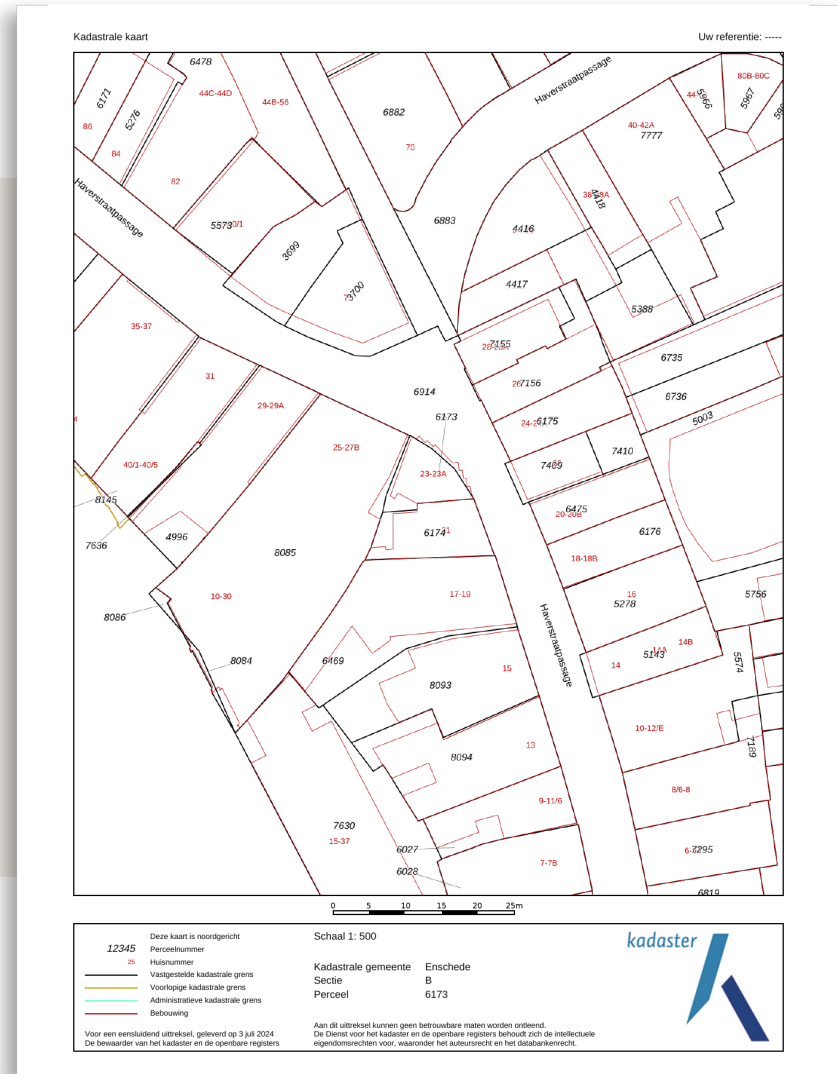 Kadastrale kaart
Uw referentie: -----
6478
80B-80C
6171
5276
44C-44D
44B-56
86
84
82
6882
70
Haverstraatpassage
5966
5967
40-42A
7777
Haverstraatpassage
5573
3699
3700
6883
4416
4418
4417
5388
35-37
31
29-29A
25-27B
7155
7156
26
6175
6914
6173
6735
6736
5003
23-23A
7409
7410
40/1-40/5
8145
7636
4996
8085
6174
6475
20-20B
6176
18-18B
10-30
8086
8084
17-19
16
5278
5756
6469
15
8093
Haverstraatpassage
14
5143
14B
5574
13
8094
10-12/E
7189
9-11/6
8/6-8
7630
15-37
6027
6028
7-7B
7295
6819
0 5 10 15 20 25m
Deze kaart is noordgericht
12345 Perceelnummer
25 Huisnummer
Vastgestelde kadastrale grens
Voorlopige kadastrale grens
Administratieve kadastrale grens
Bebouwing
Voor een eensluidend uittreksel, geleverd op 3 juli 2024
De bewaarder van het kadaster en de openbare registers
Schaal 1: 500
Kadastrale gemeente Enschede
Sectie B
Perceel 6173
Aan dit uittreksel kunnen geen betrouwbare maten worden ontleend.
De Dienst voor het kadaster en de openbare registers behoudt zich de intellectuele
eigendomsrechten voor, waaronder het auteursrecht en het databankenrecht.
kadaster